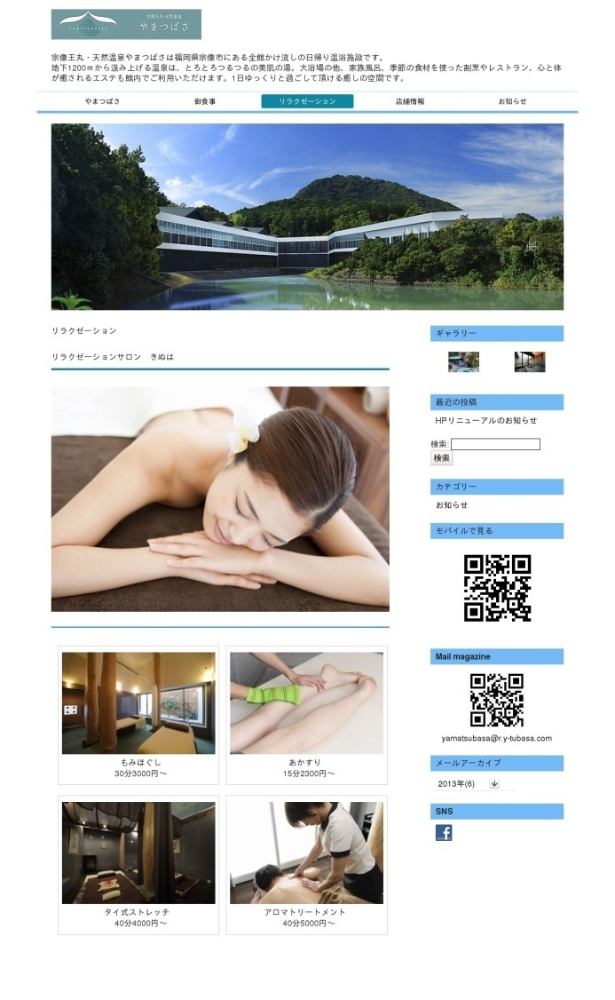 宗像王丸・天然温泉
やまつばさ
YAMATSUBASA
宗像王丸・天然温泉やまつばさは福岡県宗像市にある全館かけ流しの日帰り温浴施設です。
地下1200ｍから汲み上げる温泉は、とろとろつるつるの美肌の湯。大浴場の他、家族風呂、季節の食材を使った割烹やレストラン、心と体
が癒されるエステも館内でご利用いただけます。1日ゆっくりと過ごして頂ける癒しの空間です。
やまつばさ
御食事
リラクゼーション
店舗情報
お知らせ
リラクゼーション
リラクゼーションサロン　きぬは
もみほぐし
30分3000円～
あかすり
15分2300円～
タイ式ストレッチ
40分4000円～
アロマトリートメント
40分5000円～
ギャラリー
最近の投稿
HPリニューアルのお知らせ
検索:
検索
カテゴリー
お知らせ
モバイルで見る
Mail magazine
yamatsubasa@r.y-tubasa.com
メールアーカイブ
2013年(6)
SNS